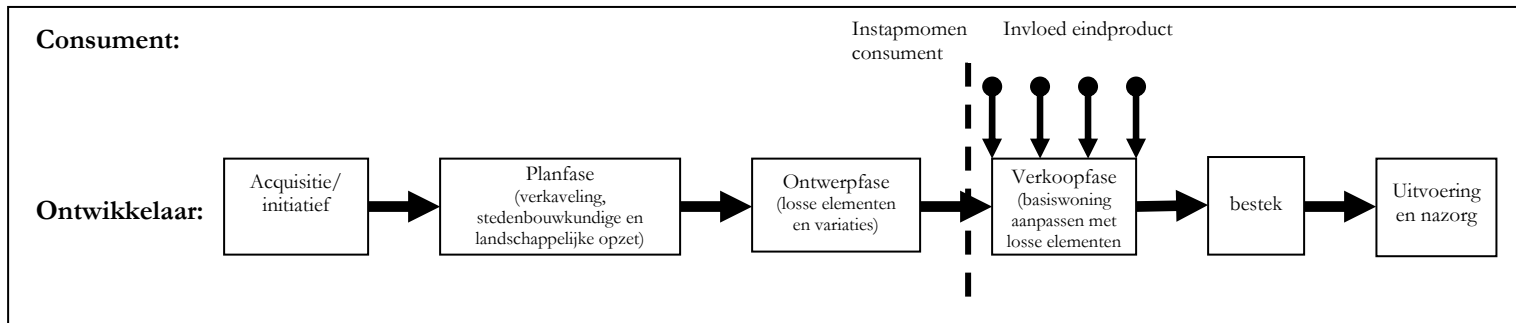 Consument:
Instapmomen
consument
Invloed eindproduct
Ontwikkelaar:
Acquisitie/
initiatief
Planfase
(verkaveling,
stedenbouwkundige en
landschappelijke opzet)
Ontwerpfase
(losse elementen
en variaties)
Verkoopfase
(basiswoning
aanpassen met
losse elementen
bestek
Uitvoering
en nazorg